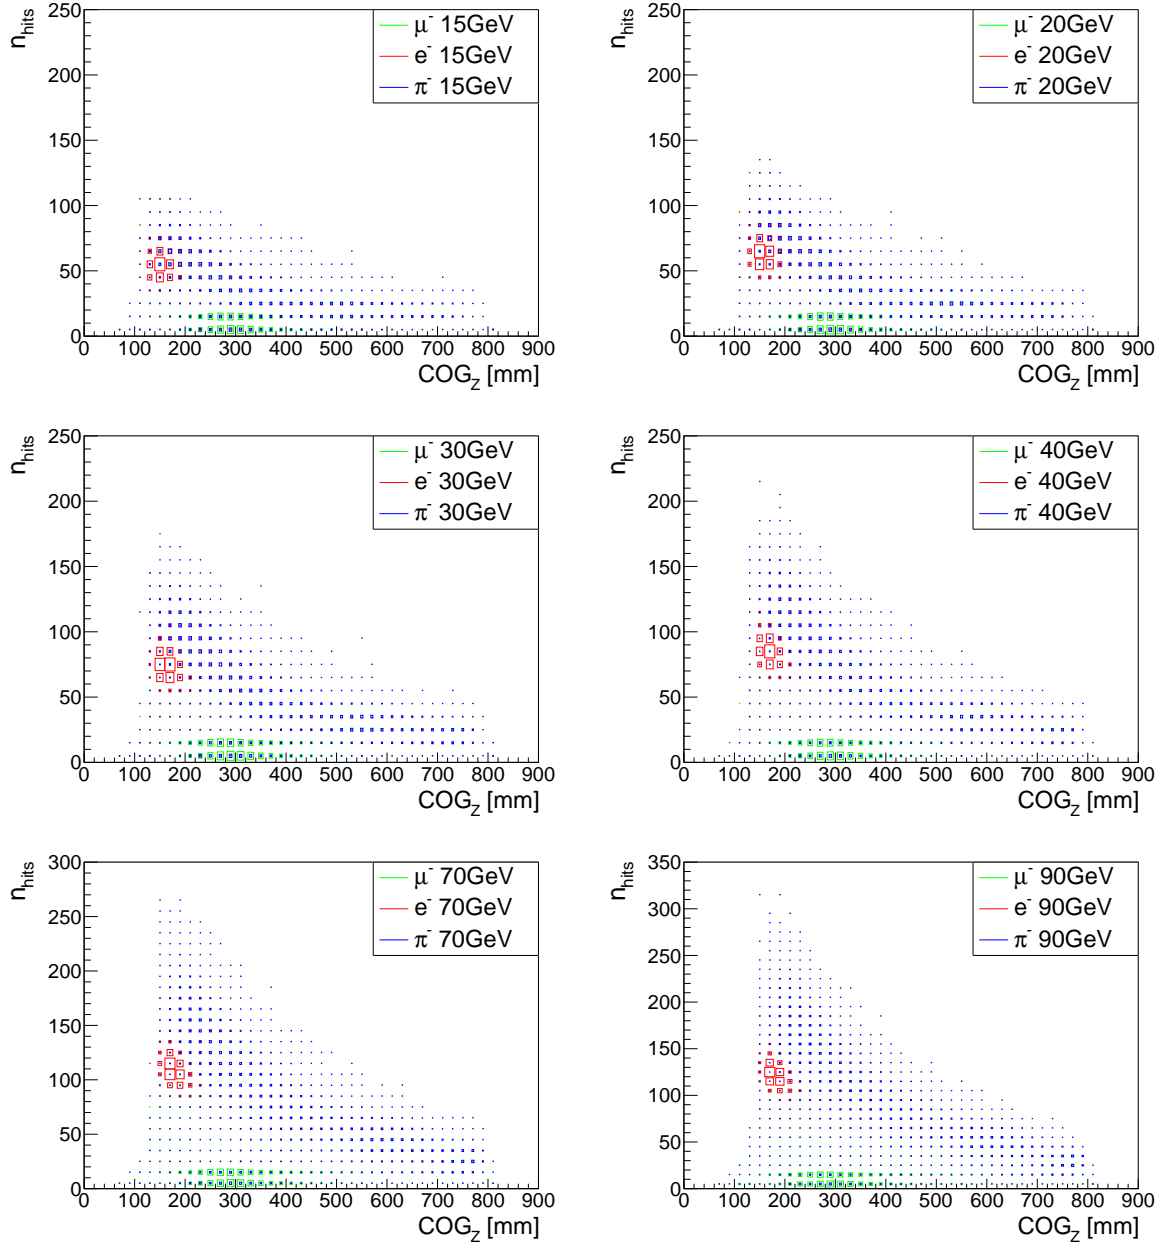 n_hits
250
200
150
100
50
0
μ⁻ 15GeV
e⁻ 15GeV
π⁻ 15GeV
0 100 200 300 400 500 600 700 800 900
COG_Z [mm]
n_hits
250
200
150
100
50
0
μ⁻ 20GeV
e⁻ 20GeV
π⁻ 20GeV
0 100 200 300 400 500 600 700 800 900
COG_Z [mm]
n_hits
250
200
150
100
50
0
μ⁻ 30GeV
e⁻ 30GeV
π⁻ 30GeV
0 100 200 300 400 500 600 700 800 900
COG_Z [mm]
n_hits
250
200
150
100
50
0
μ⁻ 40GeV
e⁻ 40GeV
π⁻ 40GeV
0 100 200 300 400 500 600 700 800 900
COG_Z [mm]
n_hits
300
250
200
150
100
50
0
μ⁻ 70GeV
e⁻ 70GeV
π⁻ 70GeV
0 100 200 300 400 500 600 700 800 900
COG_Z [mm]
n_hits
350
300
250
200
150
100
50
0
μ⁻ 90GeV
e⁻ 90GeV
π⁻ 90GeV
0 100 200 300 400 500 600 700 800 900
COG_Z [mm]